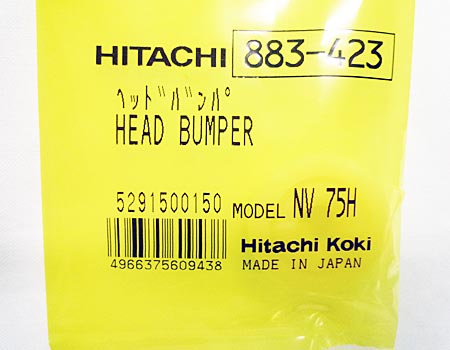 HITACHI 883-423
ﾍｯﾄﾞﾊﾞﾝﾊﾟ
HEAD BUMPER
5291500150 MODEL NV 75H
Hitachi Koki
4966375609438 MADE IN JAPAN